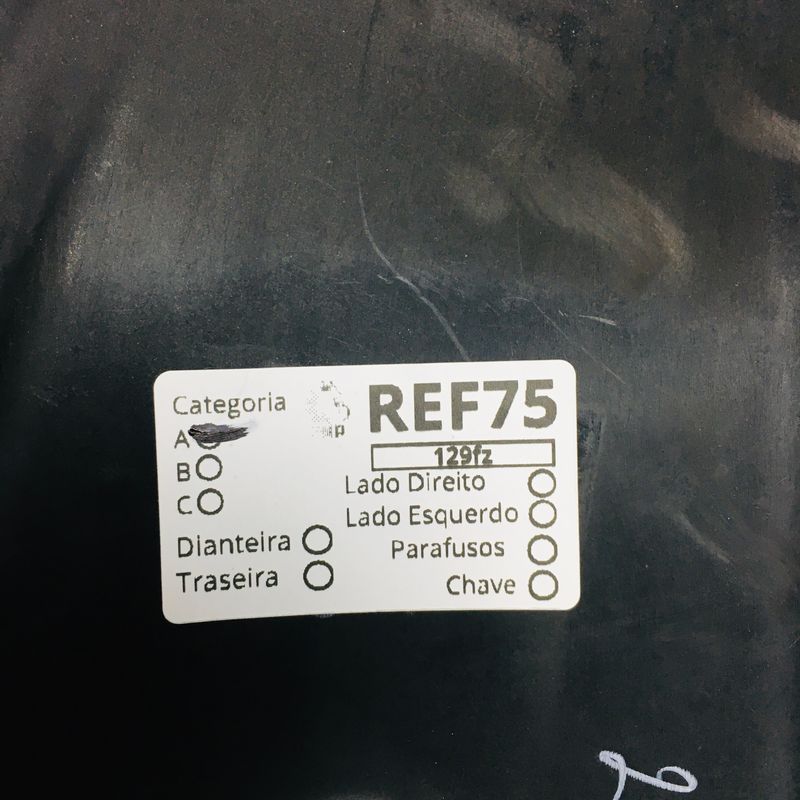 Categoria
A
B
C
Dianteira
Traseira
REF75
129fz
Lado Direito
Lado Esquerdo
Parafusos
Chave